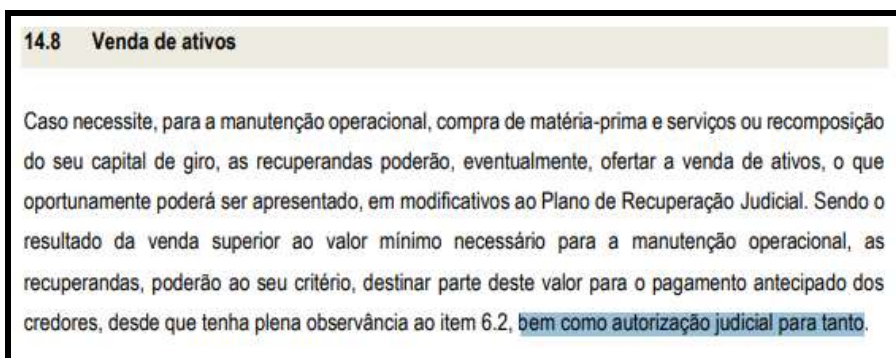 14.8 Venda de ativos
Caso necessite, para a manutenção operacional, compra de matéria-prima e serviços ou recomposição
do seu capital de giro, as recuperandas poderão, eventualmente, ofertar a venda de ativos, o que
oportunamente poderá ser apresentado, em modificativos ao Plano de Recuperação Judicial. Sendo o
resultado da venda superior ao valor mínimo necessário para a manutenção operacional, as
recuperandas, poderão ao seu critério, destinar parte deste valor para o pagamento antecipado dos
credores, desde que tenha plena observância ao item 6.2, bem como autorização judicial para tanto.